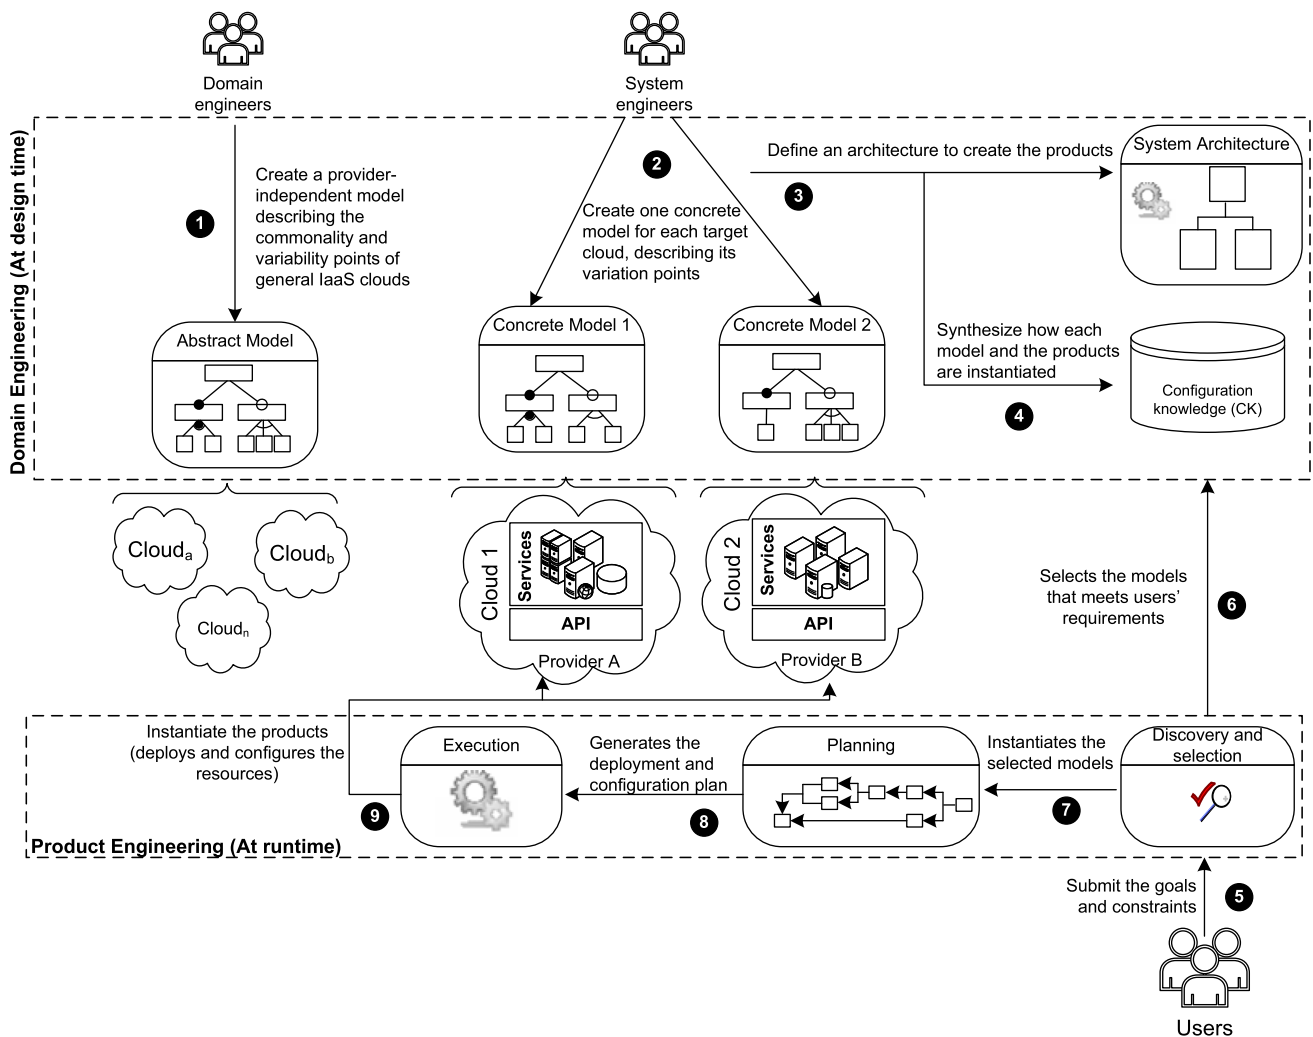 Domain
engineers
System
engineers
Domain Engineering (At design time)
1
Create a provider-
independent model
describing the
commonality and
variability points of
general IaaS clouds
2
Create one concrete
model for each target
cloud, describing its
variation points
Define an architecture to create the products
3
System Architecture
Synthesize how each
model and the products
are instantiated
4
Configuration
knowledge (CK)
Abstract Model
Concrete Model 1
Concrete Model 2
Cloudₐ
Cloud_b
Cloudₙ
Cloud 1
Services
API
Provider A
Cloud 2
Services
API
Provider B
Selects the models
that meets users'
requirements
6
Instantiate the products
(deploys and configures the
resources)
9
Execution
Generates the
deployment and
configuration plan
8
Planning
Instantiates the
selected models
7
Discovery and
selection
Product Engineering (At runtime)
Submit the goals
and constraints
5
Users